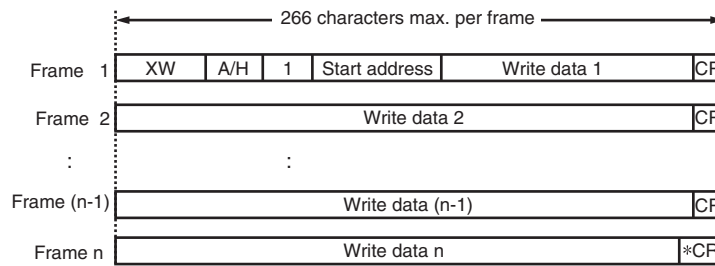 266 characters max. per frame
Frame 1 XW A/H 1 Start address Write data 1 CR
Frame 2 Write data 2 CR
: :
Frame (n-1) Write data (n-1) CR
Frame n Write data n *CR